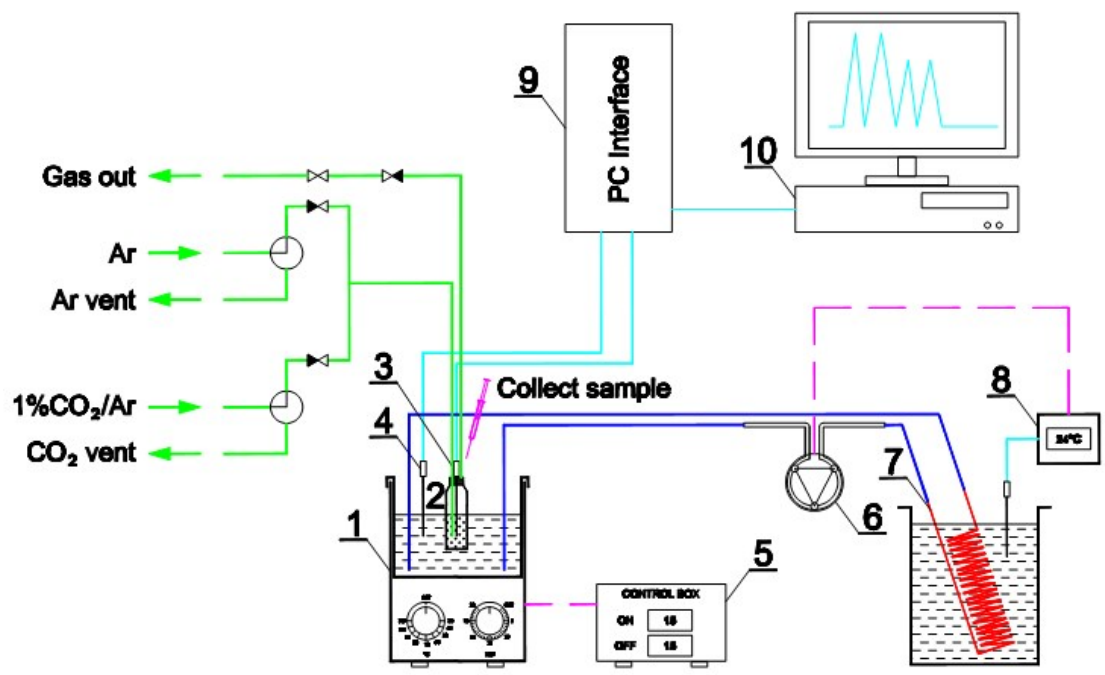 9
PC Interface
10
Gas out
Ar
Ar vent
1%CO₂/Ar
CO₂ vent
3
Collect sample
4
8
24°C
2
7
6
1
5
CONTROL BOX
ON 15
OFF 15